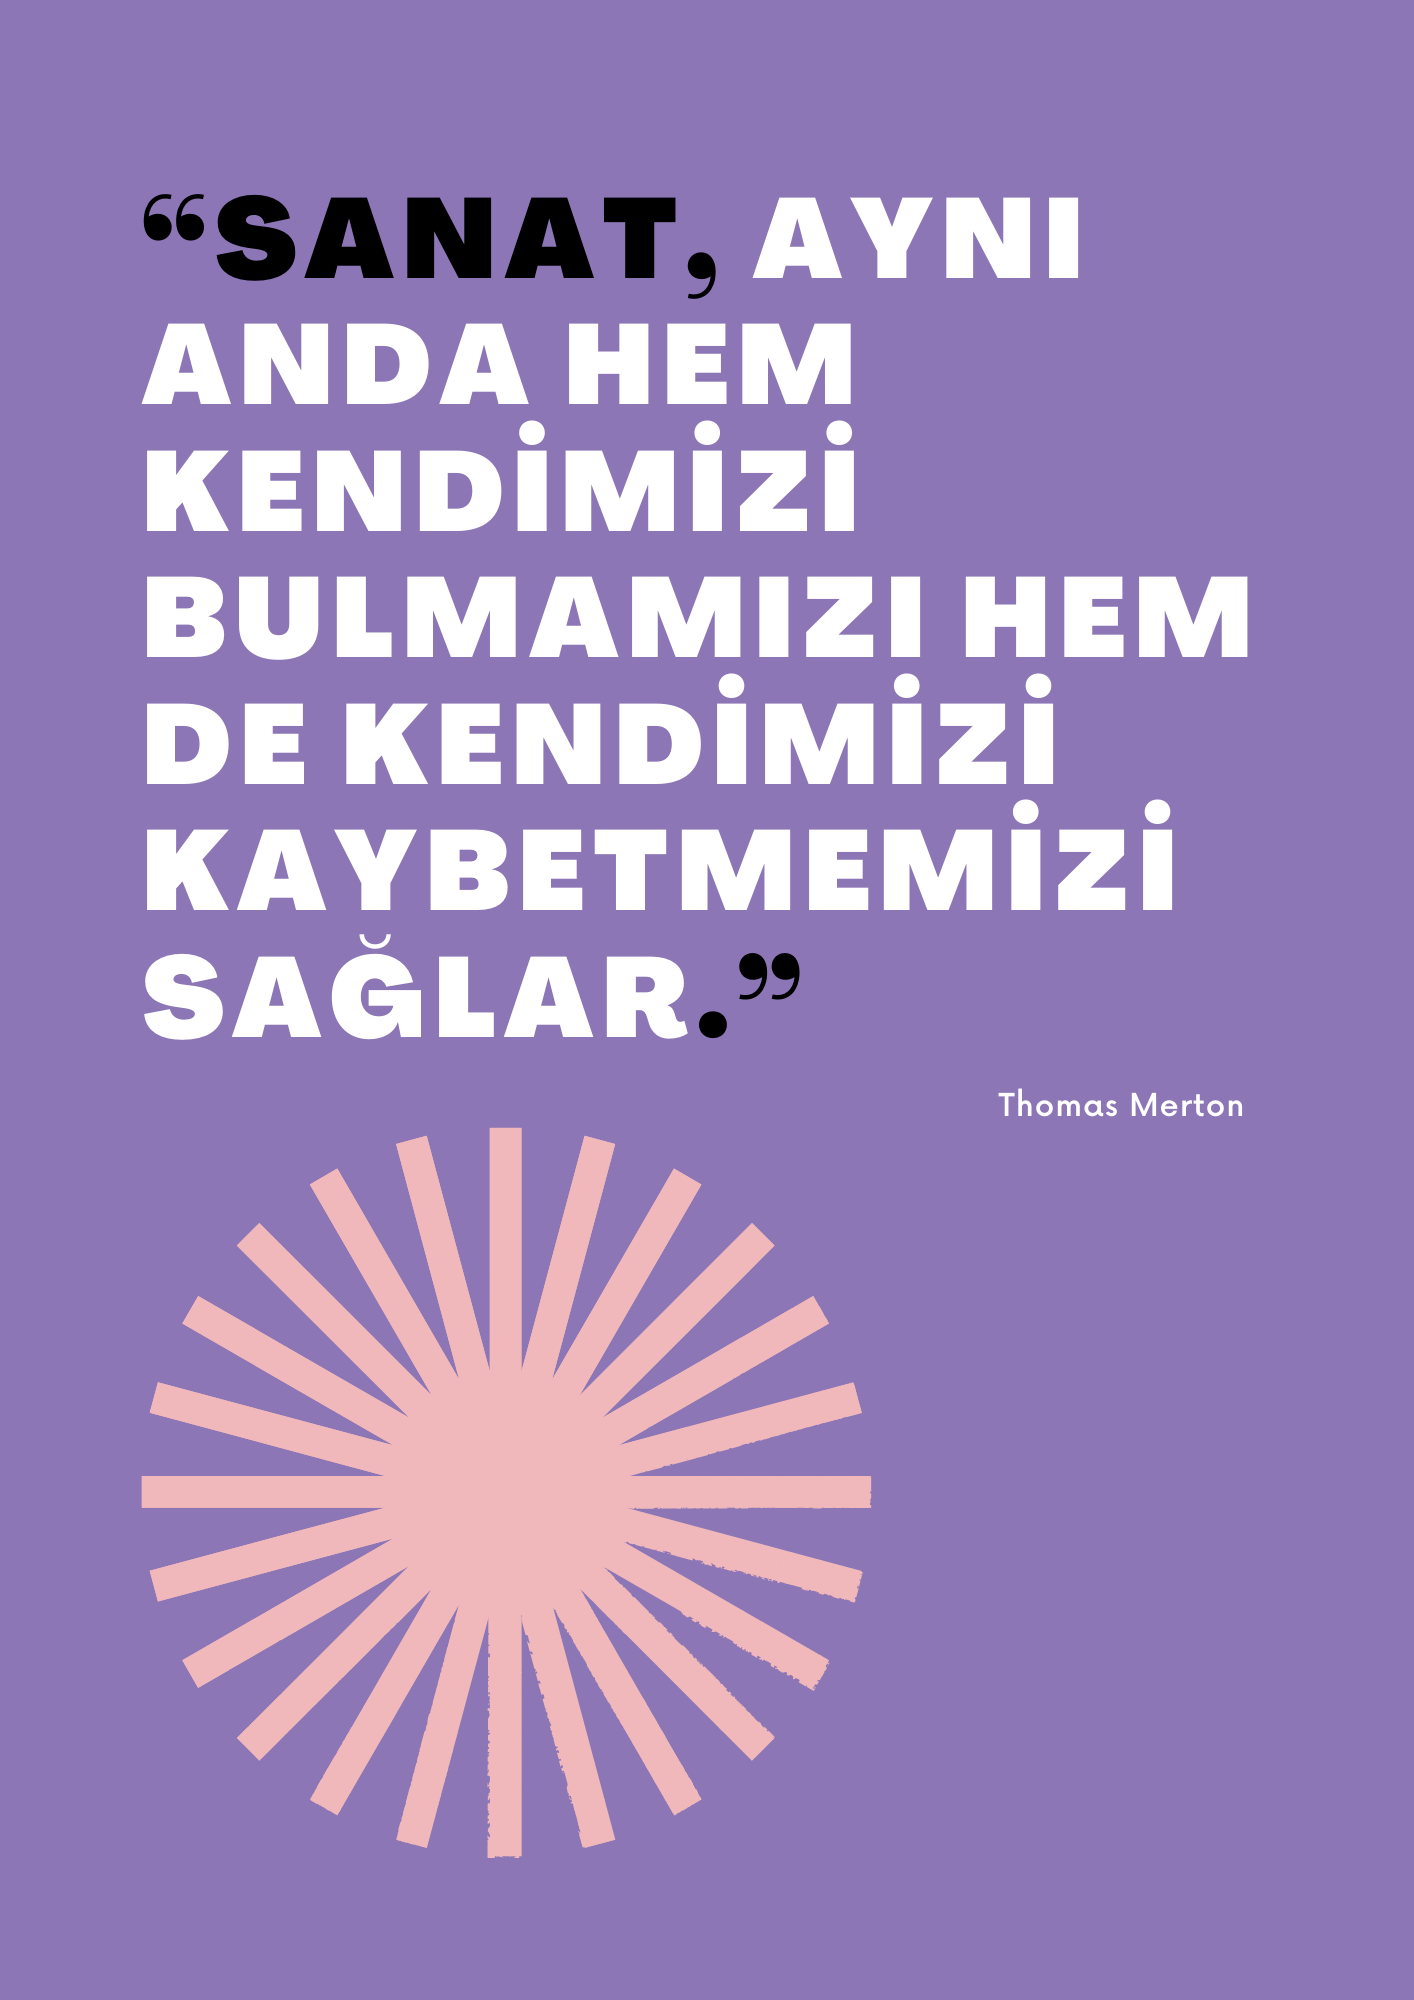 “SANAT, AYNI
ANDA HEM
KENDİMİZİ
BULMAMIZI HEM
DE KENDİMİZİ
KAYBETMEMİZİ
SAĞLAR.”
Thomas Merton